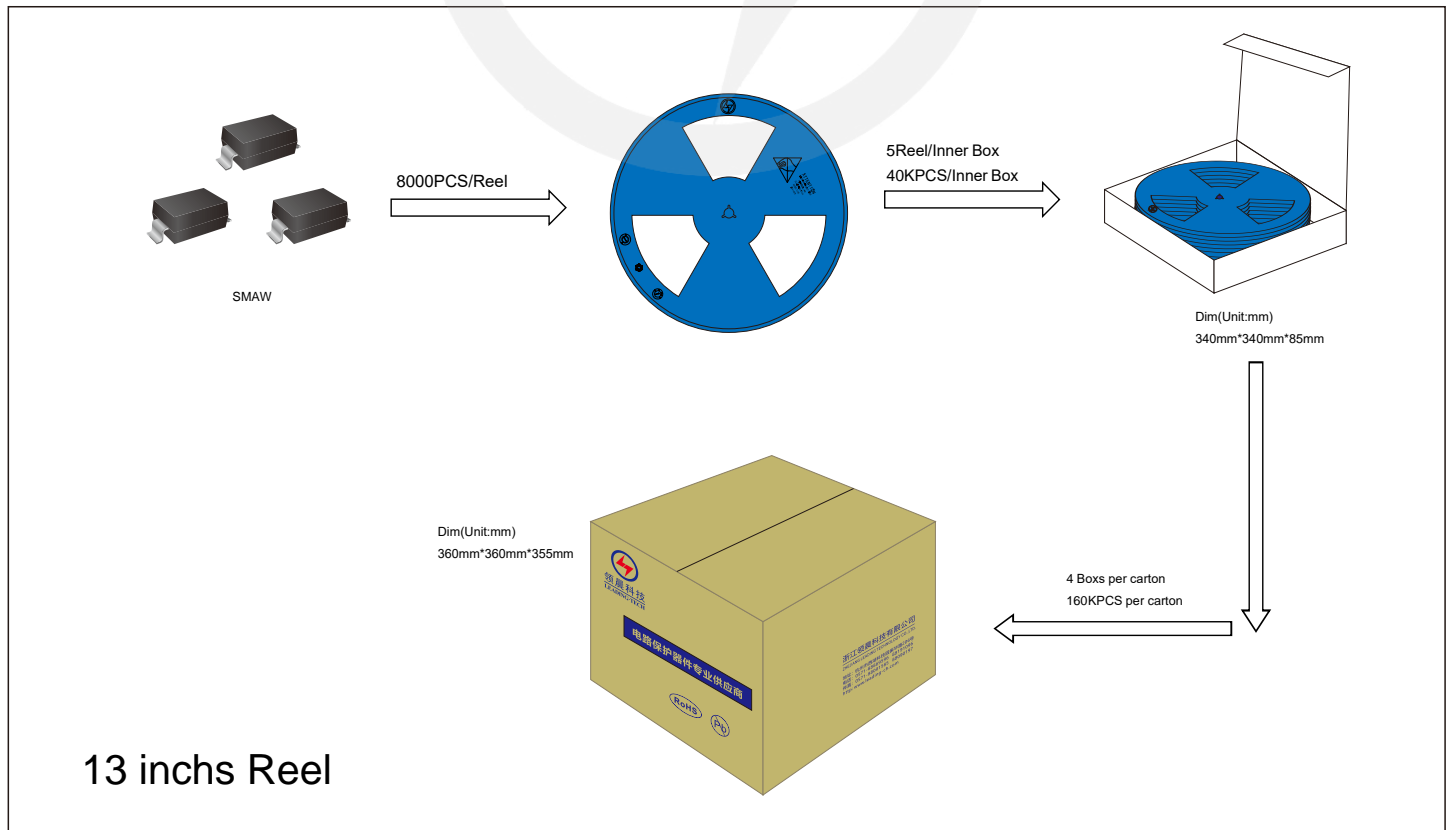 8000PCS/Reel
5Reel/Inner Box
40KPCS/Inner Box
SMAW
Dim(Unit:mm)
340mm*340mm*85mm
Dim(Unit:mm)
360mm*360mm*355mm
4 Boxs per carton
160KPCS per carton
领晨科技
LEADING TECH
电路保护器件专业供应商
RoHS
Pb
浙江领晨科技有限公司
13 inchs Reel